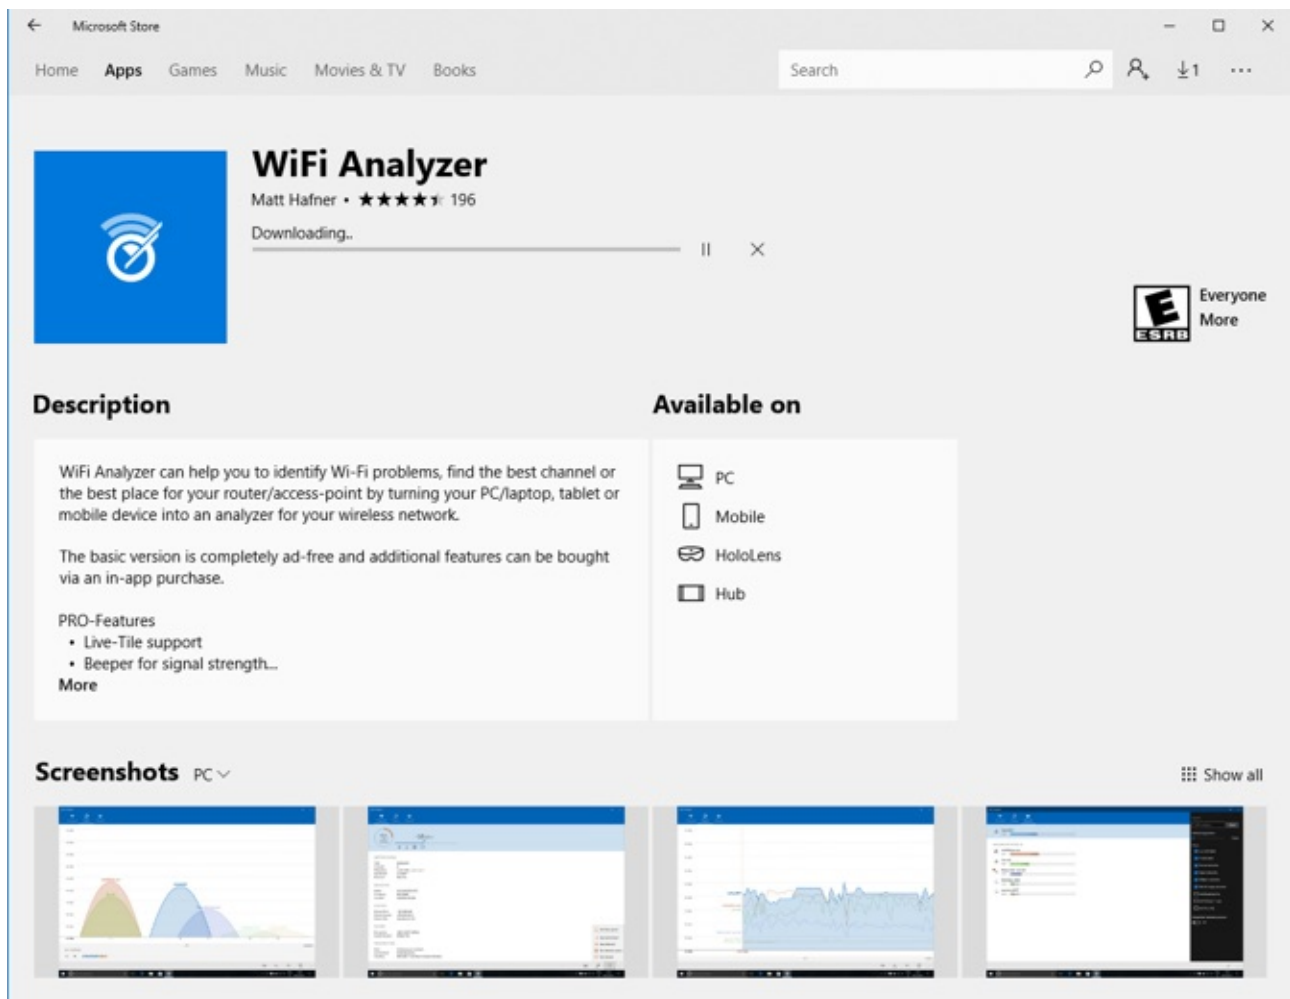 Microsoft Store
Home Apps Games Music Movies & TV Books Search 1
WiFi Analyzer
Matt Hafner • ★★★★★ 196
Downloading..
E
ESRB
Everyone
More
Description
WiFi Analyzer can help you to identify Wi-Fi problems, find the best channel or
the best place for your router/access-point by turning your PC/laptop, tablet or
mobile device into an analyzer for your wireless network.
The basic version is completely ad-free and additional features can be bought
via an in-app purchase.
PRO-Features
• Live-Tile support
• Beeper for signal strength...
More
Available on
PC
Mobile
HoloLens
Hub
Screenshots PC
Show all